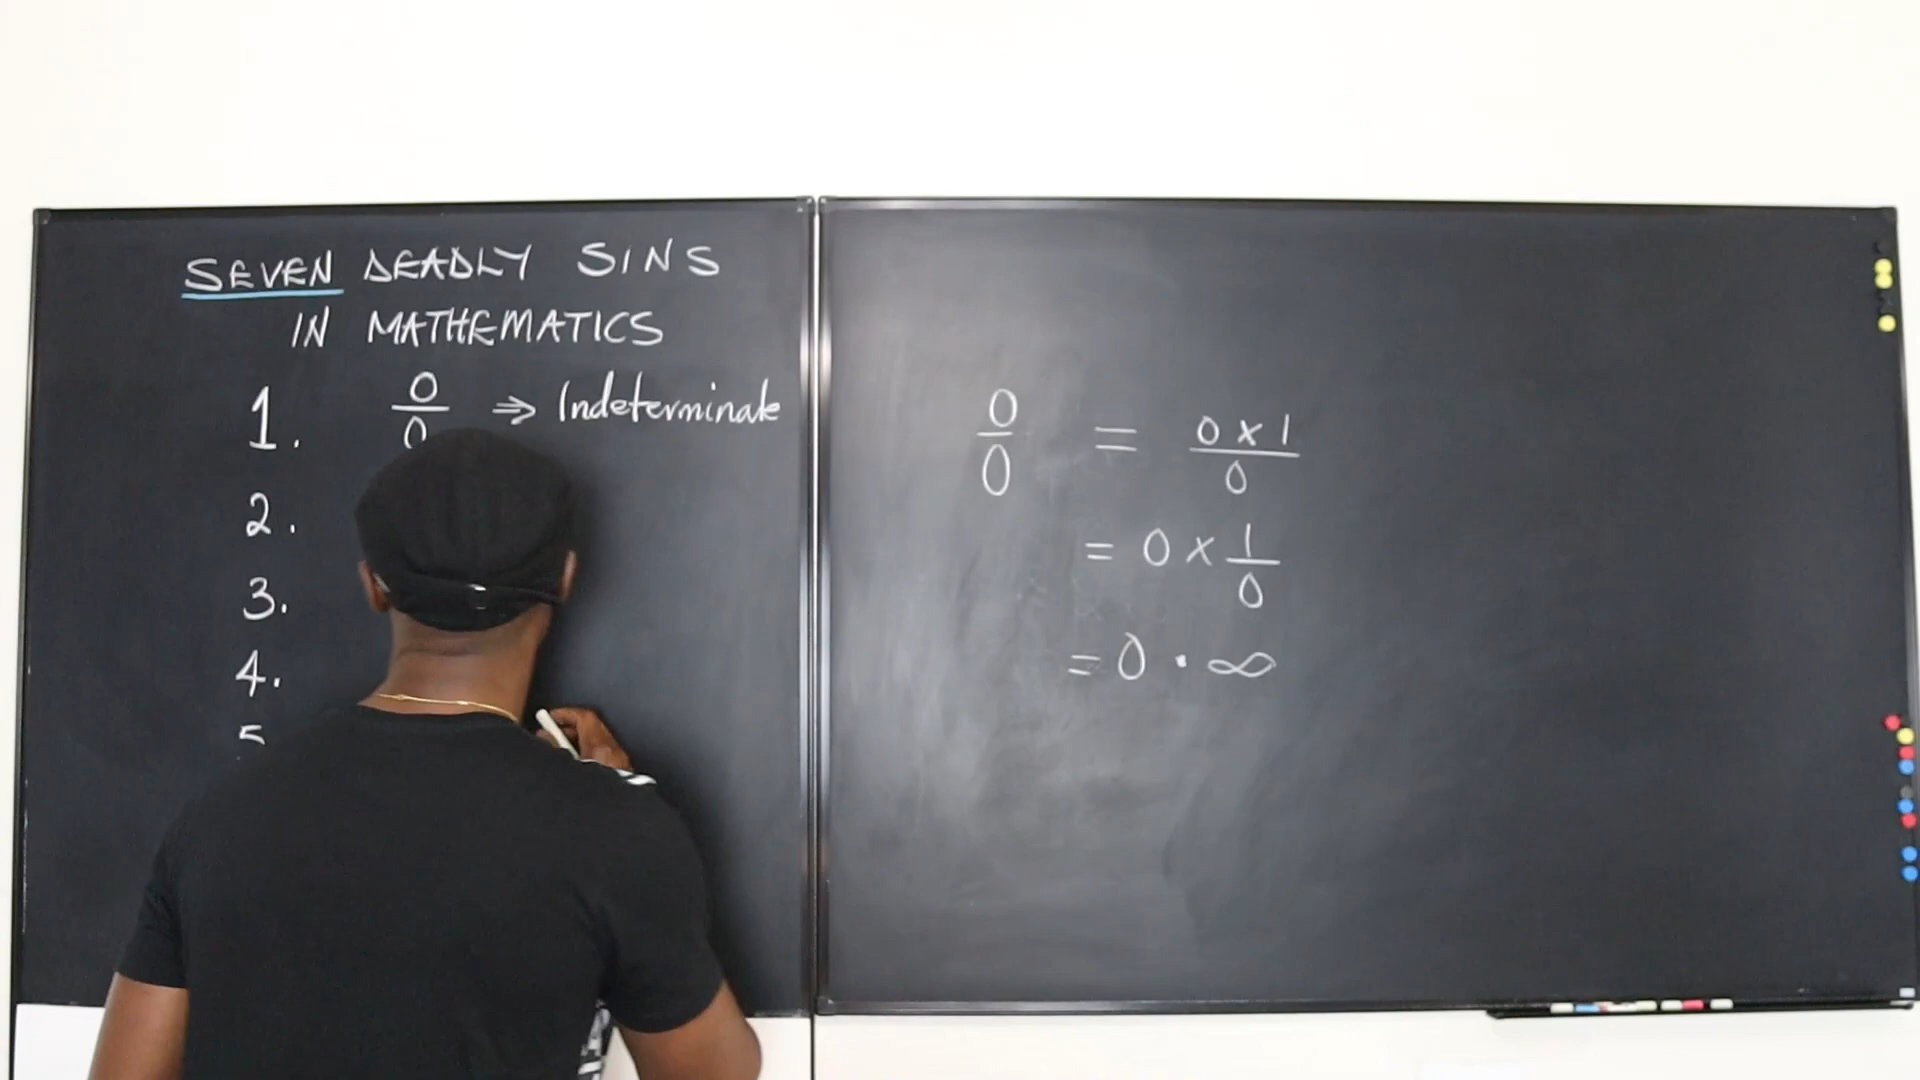 SEVEN DEADLY SINS
IN MATHEMATICS
1. 0/0 ⇒ Indeterminate
2.
3.
4.
5
0/0 = (0 × 1)/0
= 0 × 1/0
= 0 · ∞